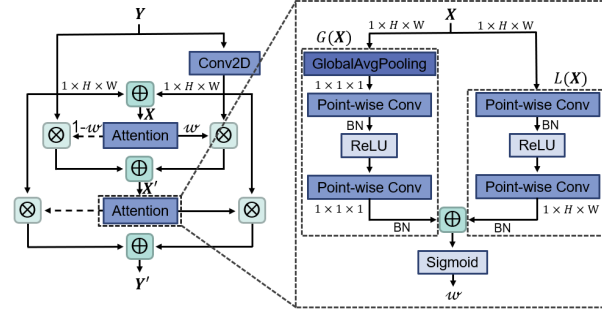 Y
Conv2D
1 × H × W
1 × H × W
X
1-w
Attention
w
X'
Attention
Y'
X
1 × H × W
1 × H × W
G(X)
GlobalAvgPooling
L(X)
1 × 1 × 1
Point-wise Conv
Point-wise Conv
BN
BN
ReLU
ReLU
Point-wise Conv
Point-wise Conv
1 × 1 × 1
1 × H × W
BN
BN
Sigmoid
w